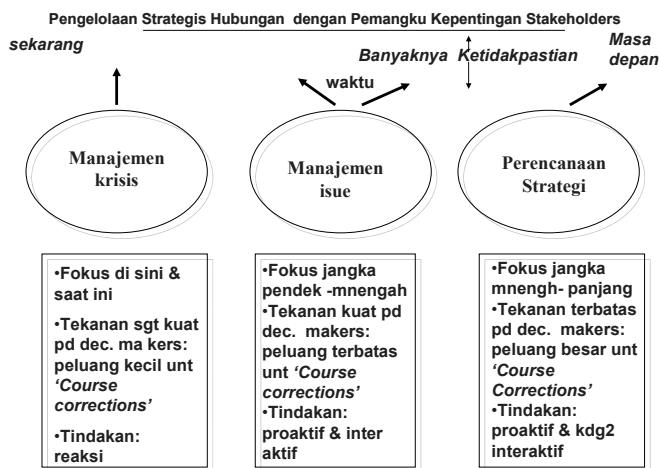 Pengelolaan Strategis Hubungan dengan Pemangku Kepentingan Stakeholders
sekarang
Masa
depan
Banyaknya Ketidakpastian
waktu
Manajemen
krisis
Manajemen
isue
Perencanaan
Strategi
•Fokus di sini &
saat ini
•Tekanan sgt kuat
pd dec. ma kers:
peluang kecil unt
‘Course
corrections’
•Tindakan:
reaksi
•Fokus jangka
pendek -mnengah
•Tekanan kuat pd
dec. makers:
peluang terbatas
unt ‘Course
corrections’
•Tindakan:
proaktif & inter
aktif
•Fokus jangka
mnengh- panjang
•Tekanan terbatas
pd dec. makers:
peluang besar unt
‘Course
Corrections’
•Tindakan:
proaktif & kdg2
interaktif